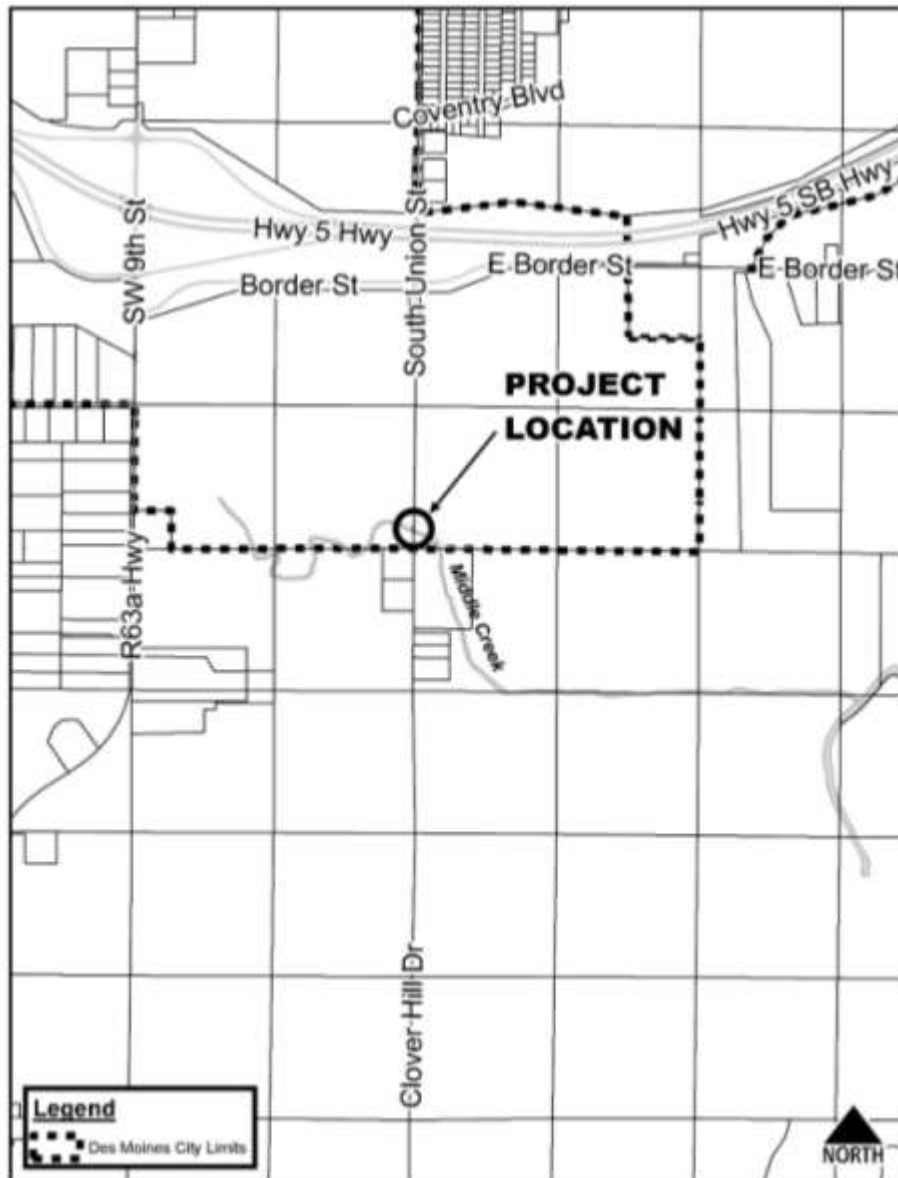 Coventry Blvd
South Union St
SW 9th St
Hwy 5 Hwy
Hwy 5 SB Hwy
Border St
E Border St
E Border St
PROJECT
LOCATION
R63a Hwy
Middle Creek
Clover Hill Dr
Legend
Des Moines City Limits
NORTH